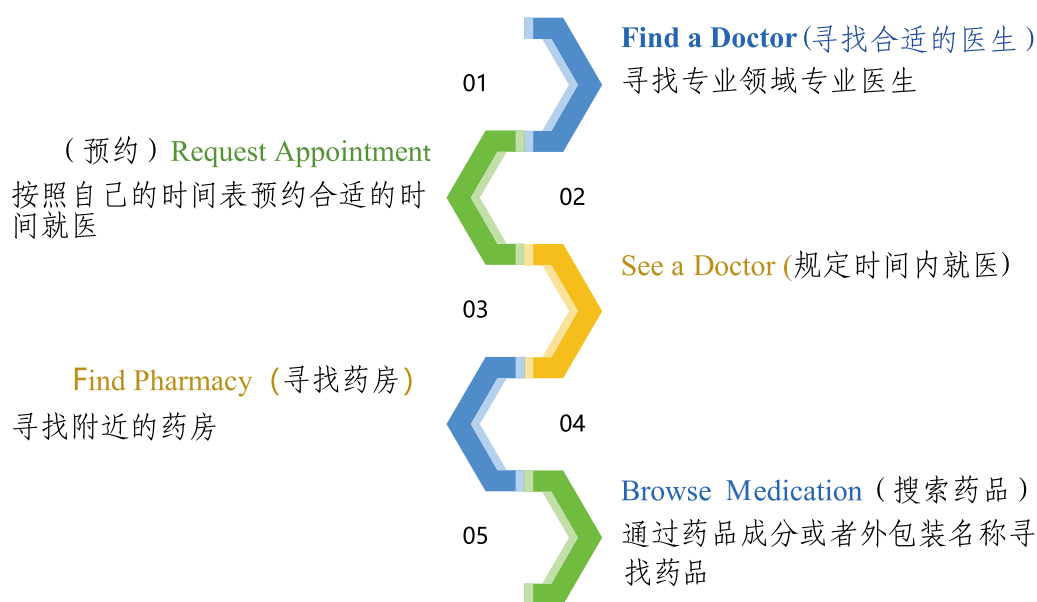 01
Find a Doctor (寻找合适的医生)
寻找专业领域专业医生
(预约) Request Appointment
按照自己的时间表预约合适的时
间就医
02
03
See a Doctor (规定时间内就医)
Find Pharmacy (寻找药房)
寻找附近的药房
04
05
Browse Medication (搜索药品)
通过药品成分或者外包装名称寻
找药品